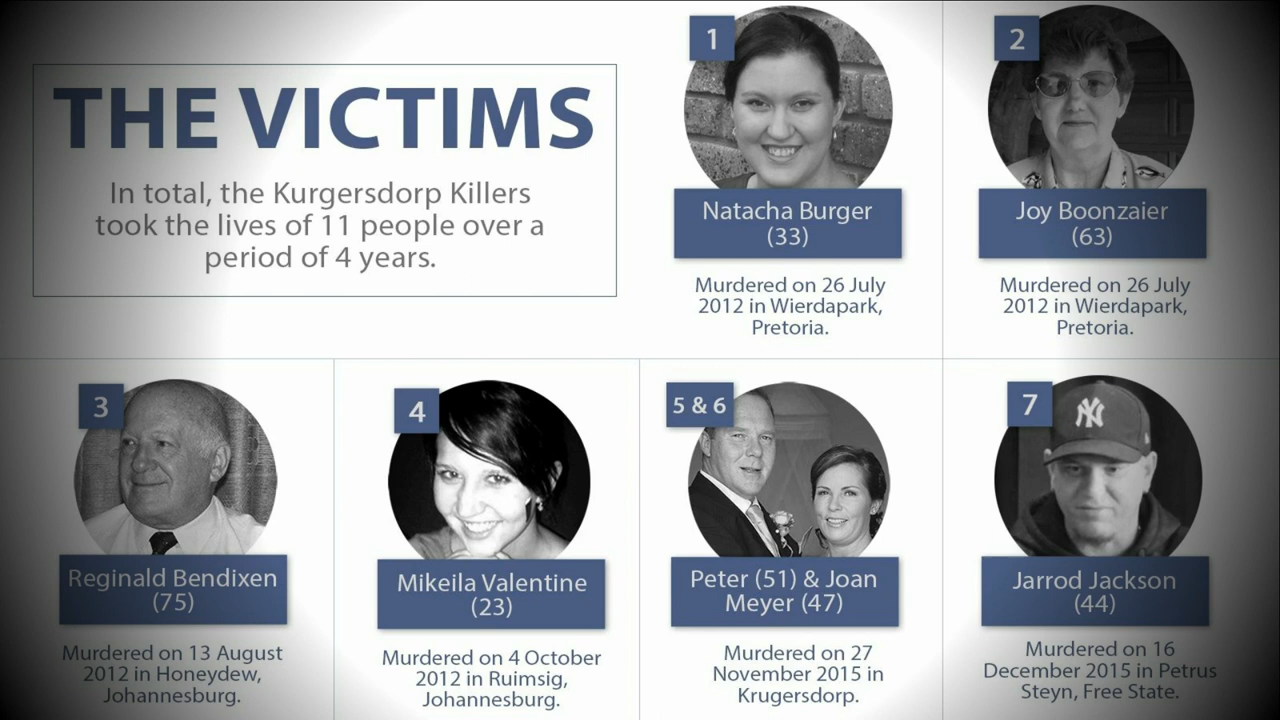 THE VICTIMS
In total, the Kurgersdorp Killers
took the lives of 11 people over a
period of 4 years.
1
Natacha Burger
(33)
Murdered on 26 July
2012 in Wierdapark,
Pretoria.
2
Joy Boonzaier
(63)
Murdered on 26 July
2012 in Wierdapark,
Pretoria.
3
Reginald Bendixen
(75)
Murdered on 13 August
2012 in Honeydew,
Johannesburg.
4
Mikeila Valentine
(23)
Murdered on 4 October
2012 in Ruimsig,
Johannesburg.
5 & 6
Peter (51) & Joan
Meyer (47)
Murdered on 27
November 2015 in
Krugersdorp.
7
NY
Jarrod Jackson
(44)
Murdered on 16
December 2015 in Petrus
Steyn, Free State.